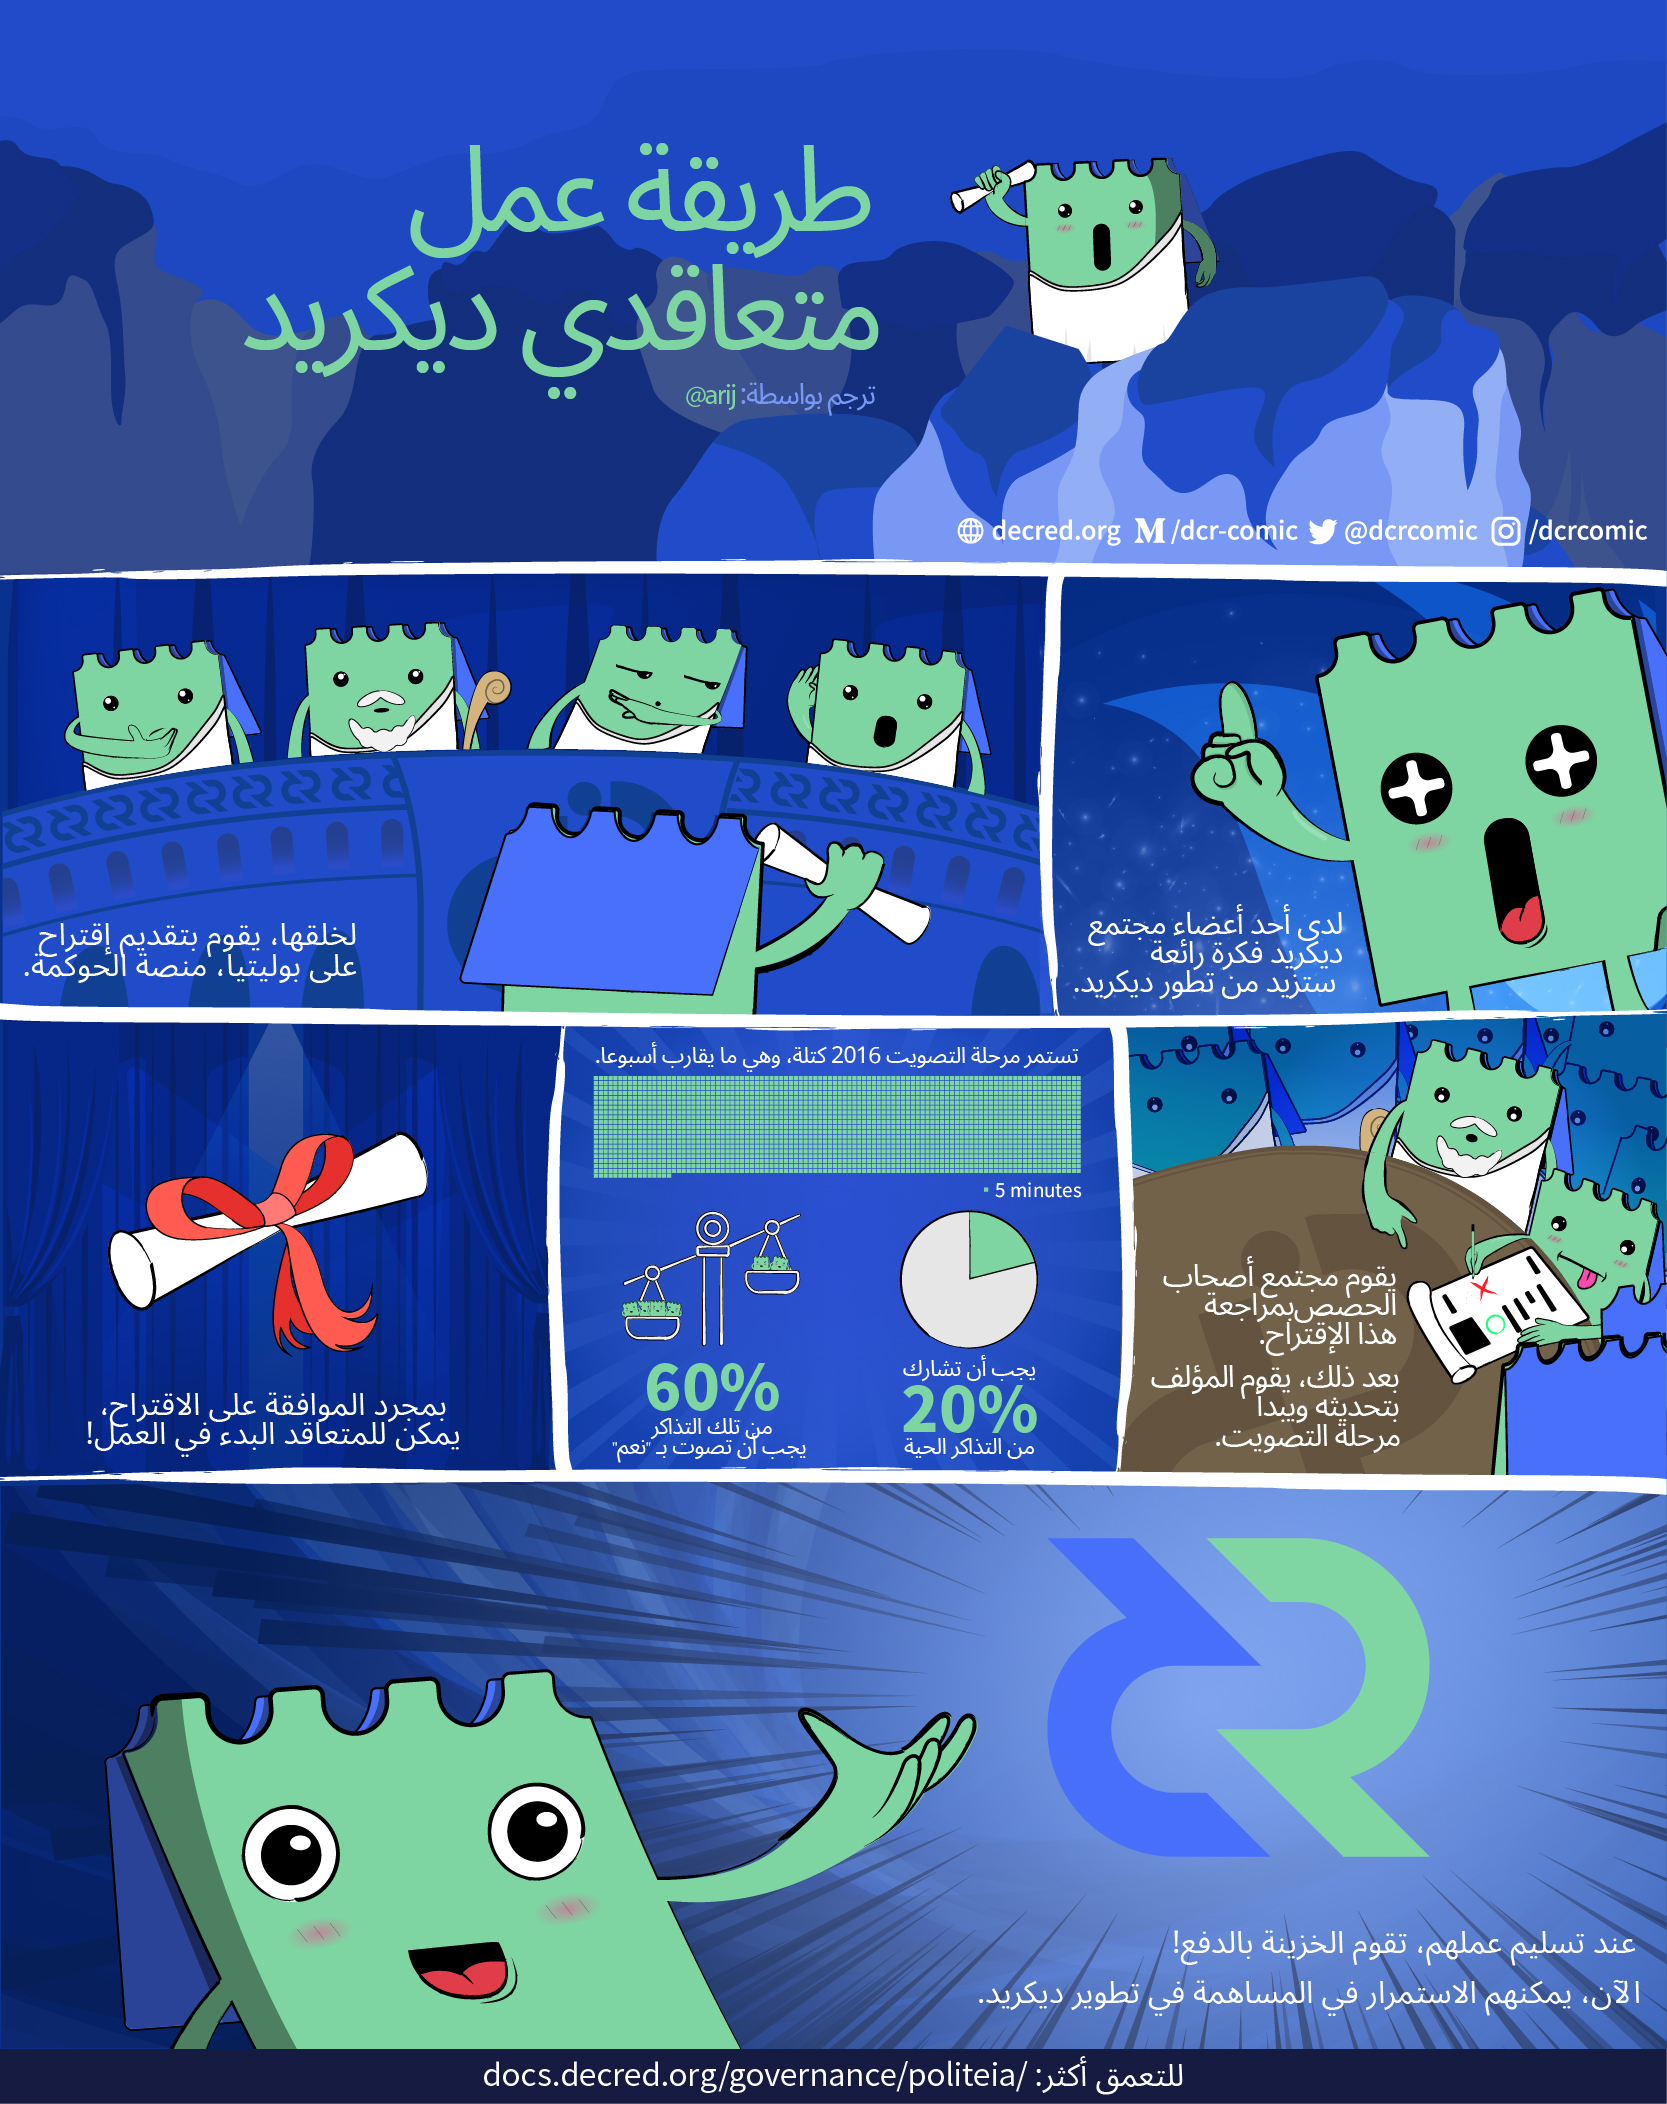 طريقة عمل
متعاقدي ديكريد
ترجم بواسطة: @arij
decred.org /dcr-comic @dcrcomic /dcrcomic
لدى أحد أعضاء مجتمع
ديكريد فكرة رائعة
ستزيد من تطور ديكريد.
لخلقها، يقوم بتقديم إقتراح
على بوليتيا، منصة الحوكمة.
يقوم مجتمع أصحاب
الحصص بمراجعة
هذا الإقتراح.
بعد ذلك، يقوم المؤلف
بتحديثه ويبدأ
مرحلة التصويت.
تستمر مرحلة التصويت 2016 كتلة، وهي ما يقارب أسبوعا.
5 minutes
يجب أن تشارك
20%
من التذاكر الحية
60%
من تلك التذاكر
يجب أن تصوت بـ "نعم"
بمجرد الموافقة على الاقتراح،
يمكن للمتعاقد البدء في العمل!
عند تسليم عملهم، تقوم الخزينة بالدفع!
الآن، يمكنهم الاستمرار في المساهمة في تطوير ديكريد.
للتعمق أكثر: docs.decred.org/governance/politeia/